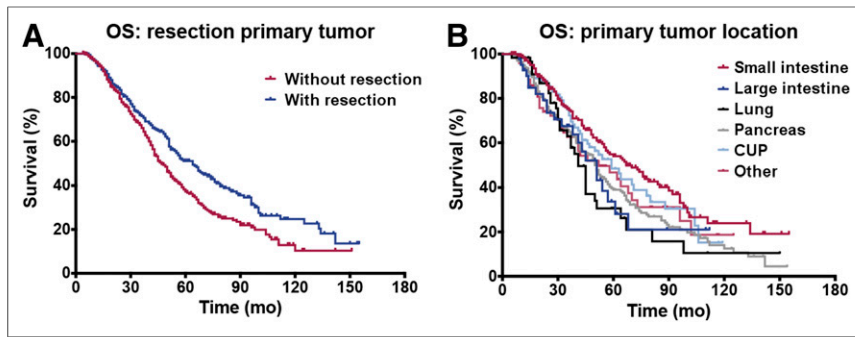 A
OS: resection primary tumor
100
80
60
40
20
0
Survival (%)
Without resection
With resection
0 30 60 90 120 150 180
Time (mo)
B
OS: primary tumor location
100
80
60
40
20
0
Survival (%)
Small intestine
Large intestine
Lung
Pancreas
CUP
Other
0 30 60 90 120 150 180
Time (mo)